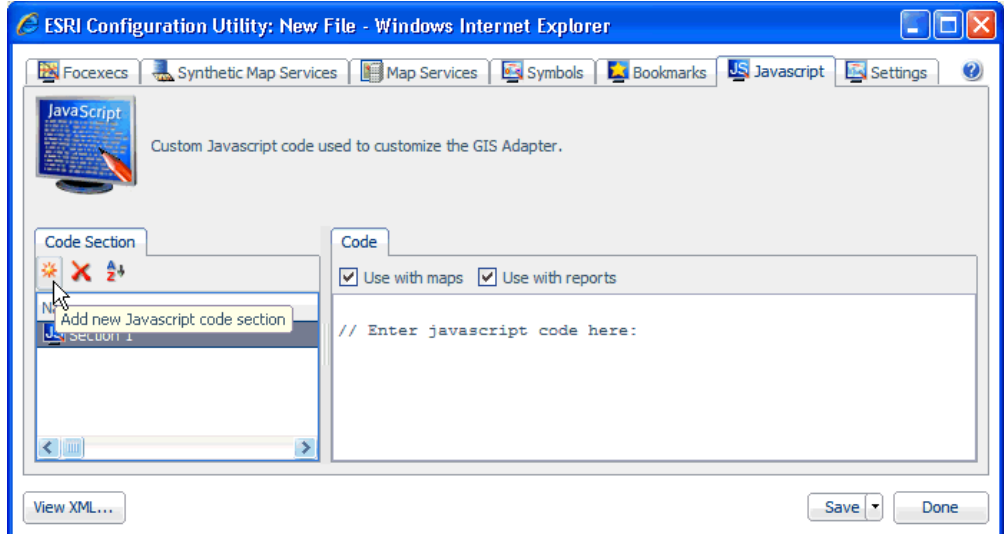 ESRI Configuration Utility: New File - Windows Internet Explorer
Focexecs Synthetic Map Services Map Services Symbols Bookmarks JS Javascript Settings ?
JavaScript
Custom Javascript code used to customize the GIS Adapter.
Code Section Code
Use with maps Use with reports
Add new Javascript code section
Section 1
// Enter javascript code here:
View XML... Save Done